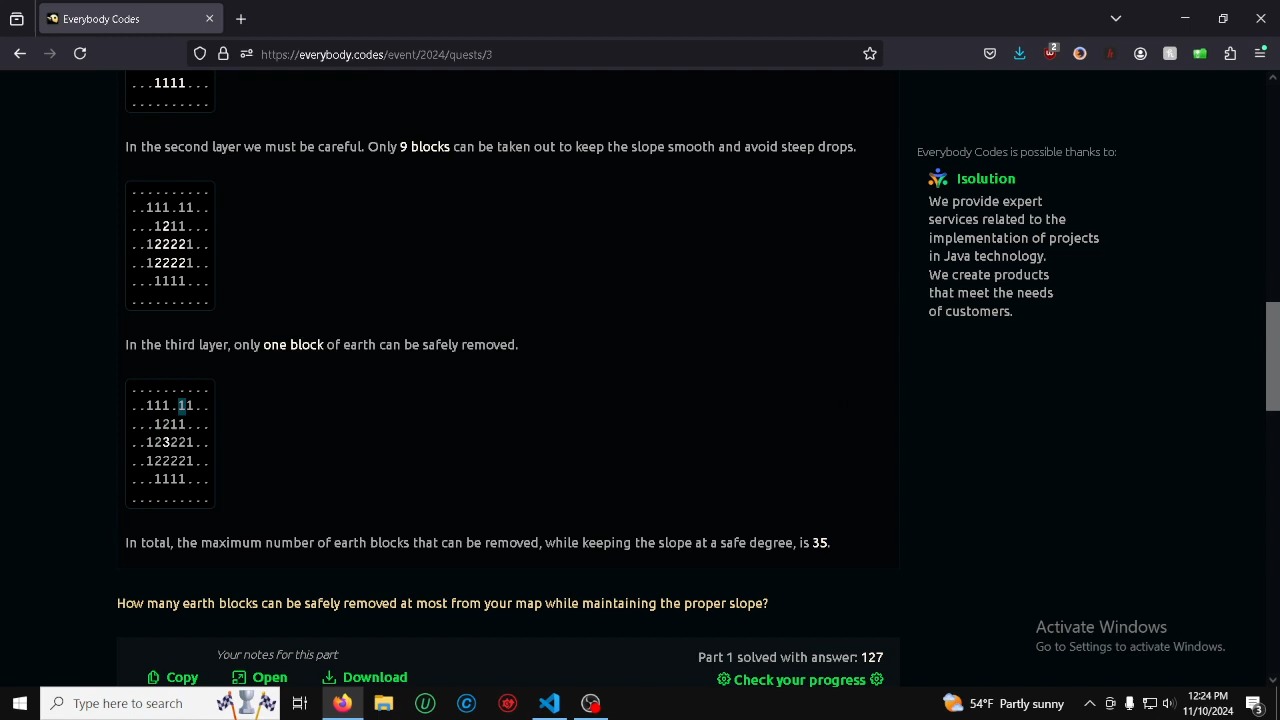 Everybody Codes
https://everybody.codes/event/2024/quests/3
2
...1111...
..........
In the second layer we must be careful. Only 9 blocks can be taken out to keep the slope smooth and avoid steep drops.
..........
..111.11..
...1211...
..122221..
..122221..
...1111...
..........
In the third layer, only one block of earth can be safely removed.
..........
..111.11..
...1211...
..123221..
..122221..
...1111...
..........
In total, the maximum number of earth blocks that can be removed, while keeping the slope at a safe degree, is 35.
How many earth blocks can be safely removed at most from your map while maintaining the proper slope?
Your notes for this part
Copy
Open
Download
Part 1 solved with answer: 127
Check your progress
Everybody Codes is possible thanks to:
Isolution
We provide expert
services related to the
implementation of projects
in Java technology.
We create products
that meet the needs
of customers.
Activate Windows
Go to Settings to activate Windows.
Type here to search
54°F Partly sunny
12:24 PM
11/10/2024
3